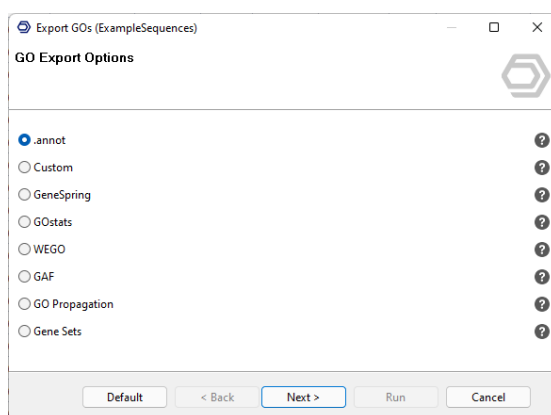 Export GOs (ExampleSequences)
GO Export Options
.annot
Custom
GeneSpring
GOstats
WEGO
GAF
GO Propagation
Gene Sets
Default < Back Next > Run Cancel